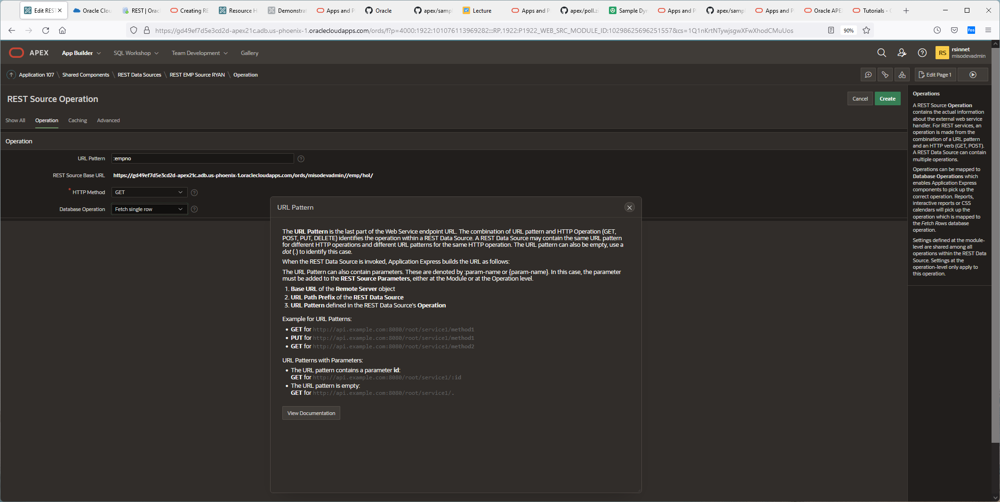 Edit REST
Oracle Clou
REST | Orac
Creating RE
Resource H
Demonstrat
Apps and P
Oracle
apex/samp
Lecture
Apps and P
apex/poll.zi
Sample Dyn
Apps and P
apex/samp
Apps and P
Oracle APE
Tutorials - O
https://gd49ef7d5e3cd2d-apex21c.adb.us-phoenix-1.oraclecloudapps.com/ords/f?p=4000:1922:101076113969282:::RP,1922:P1922_WEB_SRC_MODULE_ID:10298625696251557&cs=1Q1nKrtNTywjsgwXFwXhodCMuUos
90%
fos
APEX
App Builder
SQL Workshop
Team Development
Gallery
RS
rsinnet
misodevadmin
Application 107 \ Shared Components \ REST Data Sources \ REST EMP Source RYAN \ Operation
Edit Page 1
REST Source Operation
Cancel
Create
Show All
Operation
Caching
Advanced
Operation
URL Pattern
:empno
REST Source Base URL
https://gd49ef7d5e3cd2d-apex21c.adb.us-phoenix-1.oraclecloudapps.com/ords/misodevadmin//emp/hol/
* HTTP Method
GET
Database Operation
Fetch single row
URL Pattern
The URL Pattern is the last part of the Web Service endpoint URL. The combination of URL pattern and HTTP Operation (GET,
POST, PUT, DELETE) identifies the operation within a REST Data Source. A REST Data Source may contain the same URL pattern
for different HTTP operations and different URL patterns for the same HTTP operation. The URL pattern can also be empty, use a
dot (.) to identify this case.
When the REST Data Source is invoked, Application Express builds the URL as follows:
The URL Pattern can also contain parameters. These are denoted by :param-name or {param-name}. In this case, the parameter
must be added to the REST Source Parameters, either at the Module or at the Operation level.
1. Base URL of the Remote Server object
2. URL Path Prefix of the REST Data Source
3. URL Pattern defined in the REST Data Source's Operation
Example for URL Patterns:
• GET for http://api.example.com:8080/root/service1/method1
• PUT for http://api.example.com:8080/root/service1/method1
• GET for http://api.example.com:8080/root/service1/method2
URL Patterns with Parameters:
• The URL pattern contains a parameter id:
GET for http://api.example.com:8080/root/service1/:id
• The URL pattern is empty:
GET for http://api.example.com:8080/root/service1/.
View Documentation
Operations
A REST Source Operation
contains the actual information
about the external web service
handler. For REST services, an
operation is made from the
combination of a URL pattern
and an HTTP verb (GET, POST).
A REST Data Source can contain
multiple operations.
Operations can be mapped to
Database Operations which
enables Application Express
components to pick up the
correct operation. Reports,
interactive reports or CSS
calendars will pick up the
operation which is mapped to
the Fetch Rows database
operation.
Settings defined at the module-
level are shared among all
operations within the REST Data
Source. Settings at the
operation-level only apply to
this operation.